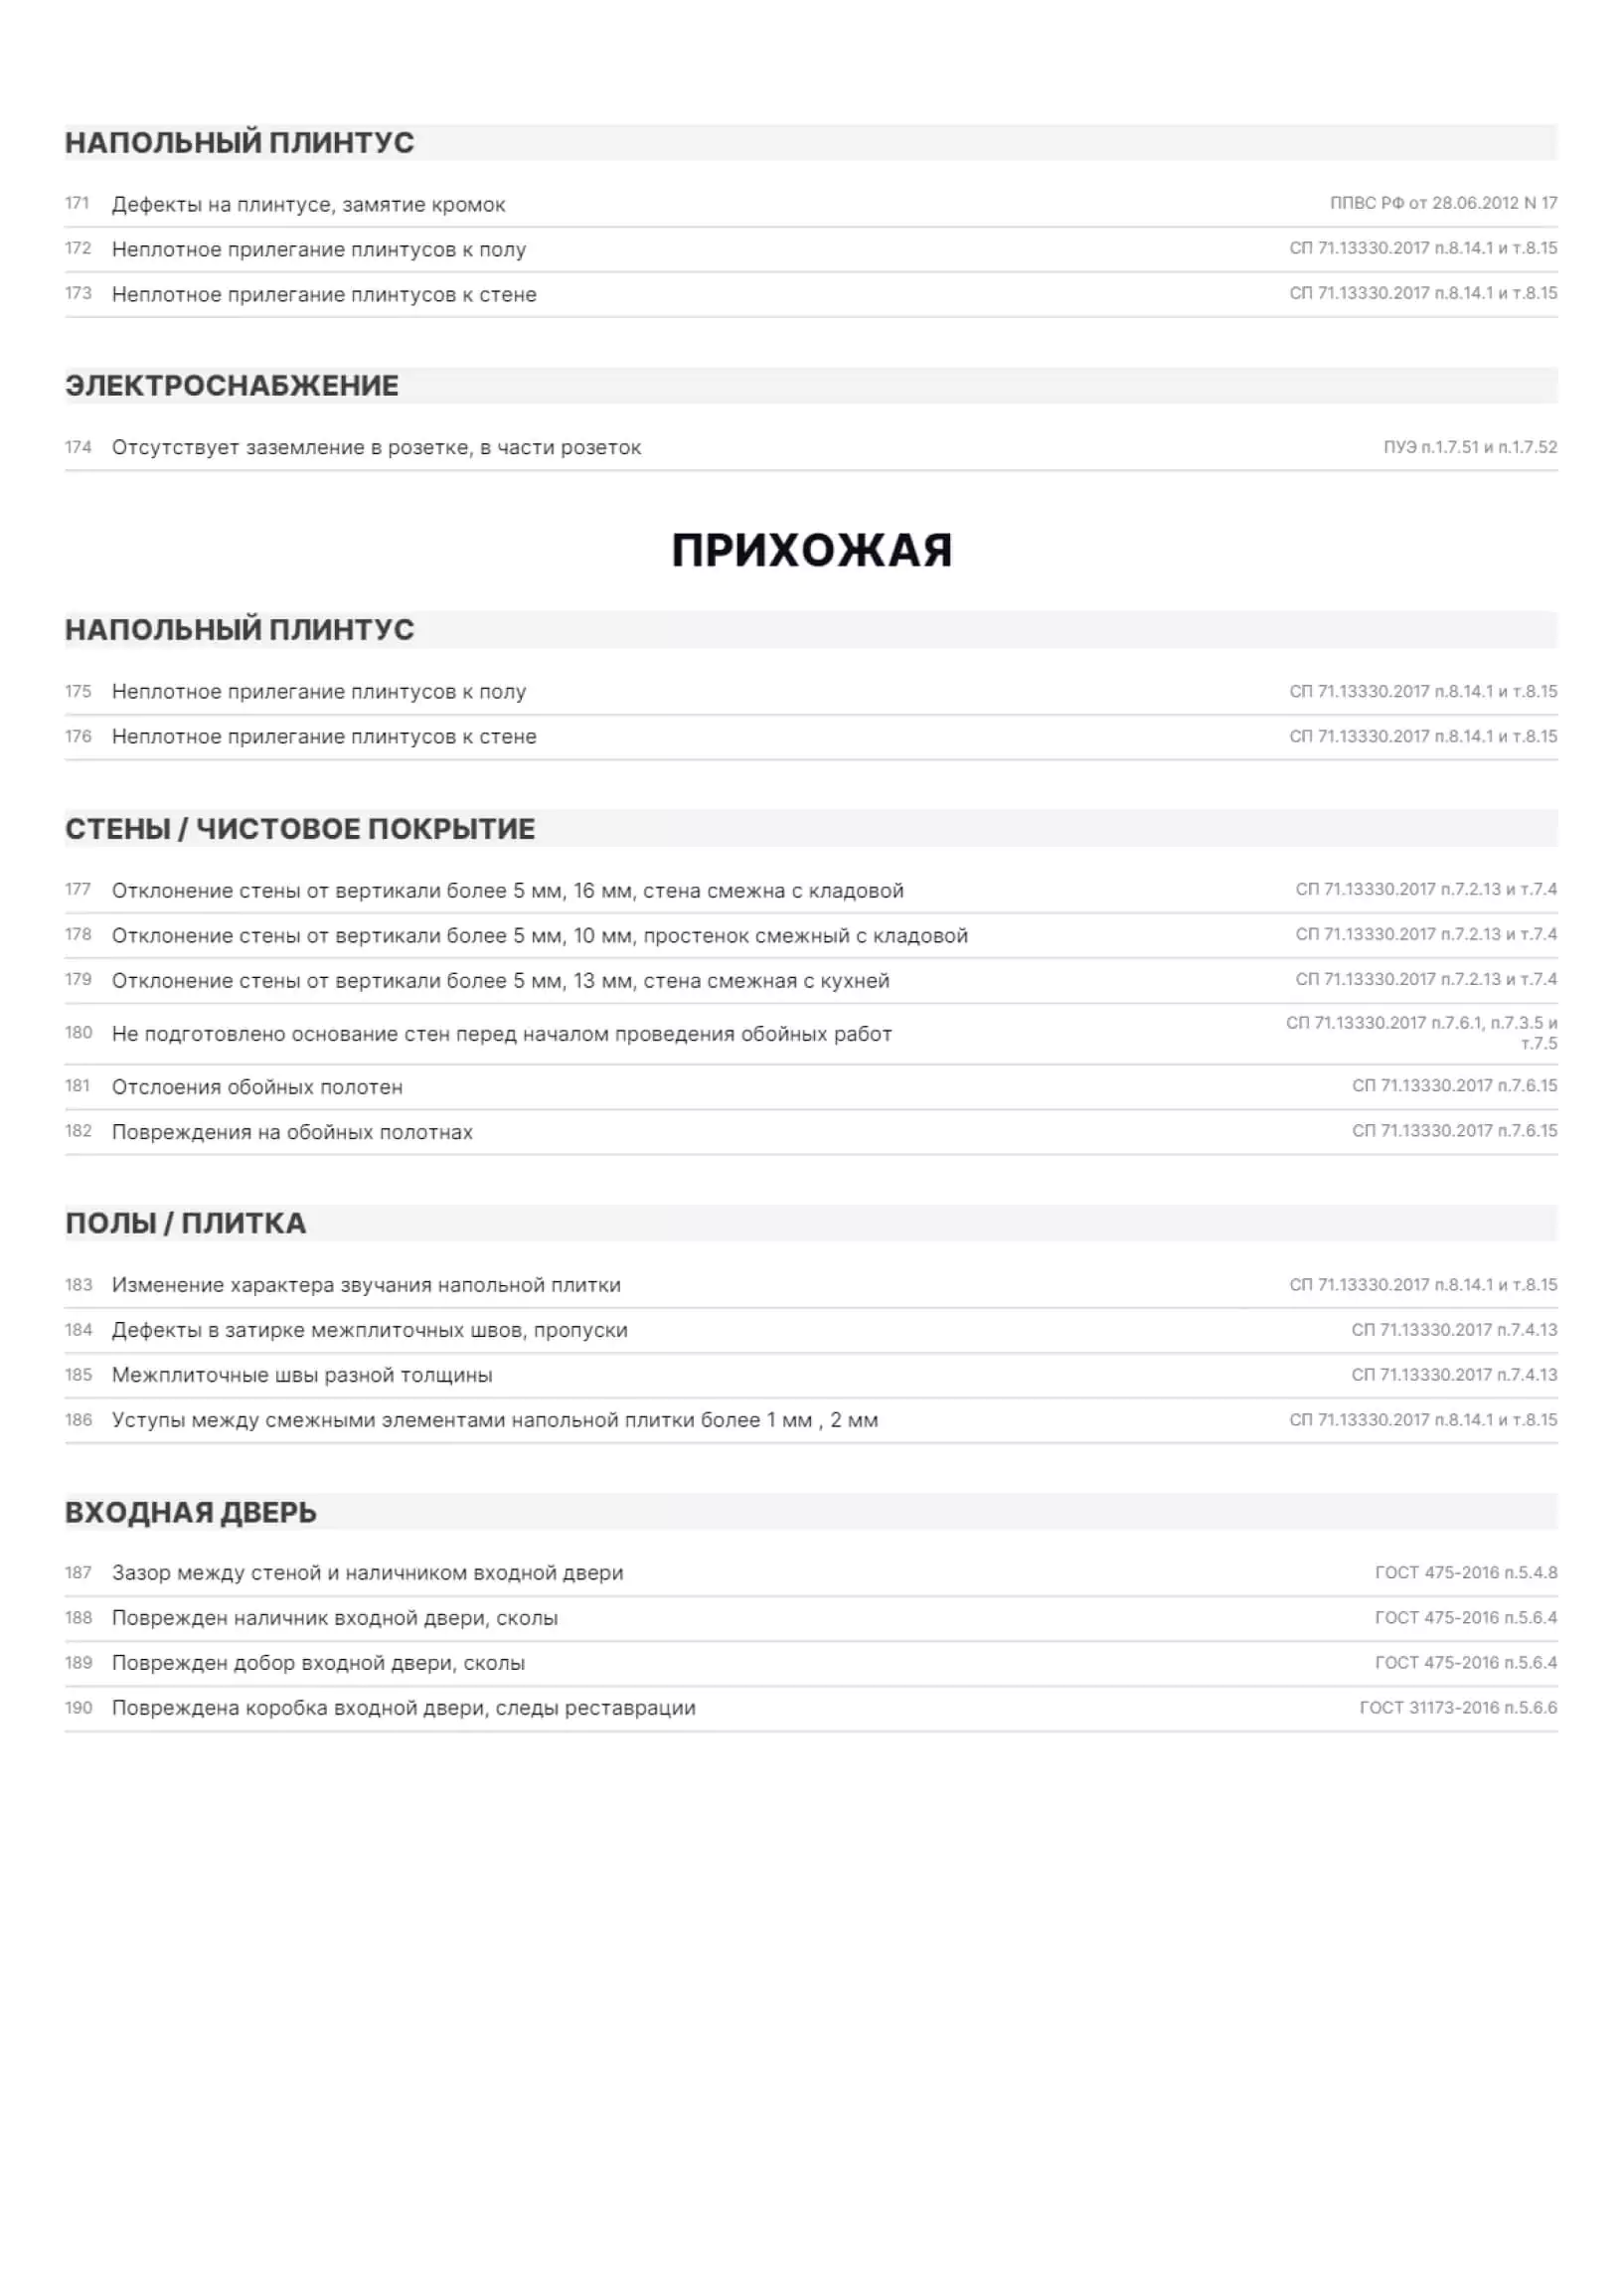 НАПОЛЬНЫЙ ПЛИНТУС
171 Дефекты на плинтусе, замятие кромок ППВС РФ от 28.06.2012 N 17
172 Неплотное прилегание плинтусов к полу СП 71.13330.2017 п.8.14.1 и т.8.15
173 Неплотное прилегание плинтусов к стене СП 71.13330.2017 п.8.14.1 и т.8.15
ЭЛЕКТРОСНАБЖЕНИЕ
174 Отсутствует заземление в розетке, в части розеток ПУЭ п.1.7.51 и п.1.7.52
ПРИХОЖАЯ
НАПОЛЬНЫЙ ПЛИНТУС
175 Неплотное прилегание плинтусов к полу СП 71.13330.2017 п.8.14.1 и т.8.15
176 Неплотное прилегание плинтусов к стене СП 71.13330.2017 п.8.14.1 и т.8.15
СТЕНЫ / ЧИСТОВОЕ ПОКРЫТИЕ
177 Отклонение стены от вертикали более 5 мм, 16 мм, стена смежна с кладовой СП 71.13330.2017 п.7.2.13 и т.7.4
178 Отклонение стены от вертикали более 5 мм, 10 мм, простенок смежный с кладовой СП 71.13330.2017 п.7.2.13 и т.7.4
179 Отклонение стены от вертикали более 5 мм, 13 мм, стена смежная с кухней СП 71.13330.2017 п.7.2.13 и т.7.4
180 Не подготовлено основание стен перед началом проведения обойных работ СП 71.13330.2017 п.7.6.1, п.7.3.5 и
т.7.5
181 Отслоения обойных полотен СП 71.13330.2017 п.7.6.15
182 Повреждения на обойных полотнах СП 71.13330.2017 п.7.6.15
ПОЛЫ / ПЛИТКА
183 Изменение характера звучания напольной плитки СП 71.13330.2017 п.8.14.1 и т.8.15
184 Дефекты в затирке межплиточных швов, пропуски СП 71.13330.2017 п.7.4.13
185 Межплиточные швы разной толщины СП 71.13330.2017 п.7.4.13
186 Уступы между смежными элементами напольной плитки более 1 мм , 2 мм СП 71.13330.2017 п.8.14.1 и т.8.15
ВХОДНАЯ ДВЕРЬ
187 Зазор между стеной и наличником входной двери ГОСТ 475-2016 п.5.4.8
188 Поврежден наличник входной двери, сколы ГОСТ 475-2016 п.5.6.4
189 Поврежден добор входной двери, сколы ГОСТ 475-2016 п.5.6.4
190 Повреждена коробка входной двери, следы реставрации ГОСТ 31173-2016 п.5.6.6